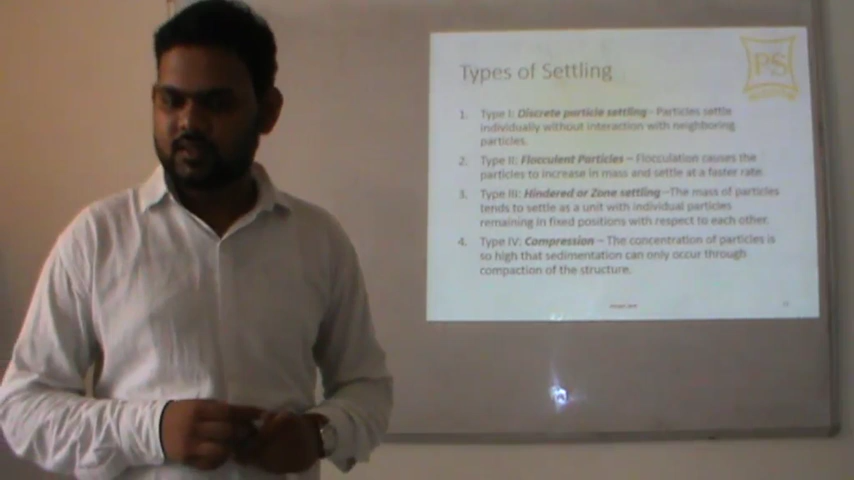 Types of Settling
PS
1. Type I: Discrete particle settling- Particles settle
individually without interaction with neighboring
particles.
2. Type II: Flocculent Particles – Flocculation causes the
particles to increase in mass and settle at a faster rate.
3. Type III: Hindered or Zone settling –The mass of particles
tends to settle as a unit with individual particles
remaining in fixed positions with respect to each other.
4. Type IV: Compression – The concentration of particles is
so high that sedimentation can only occur through
compaction of the structure.